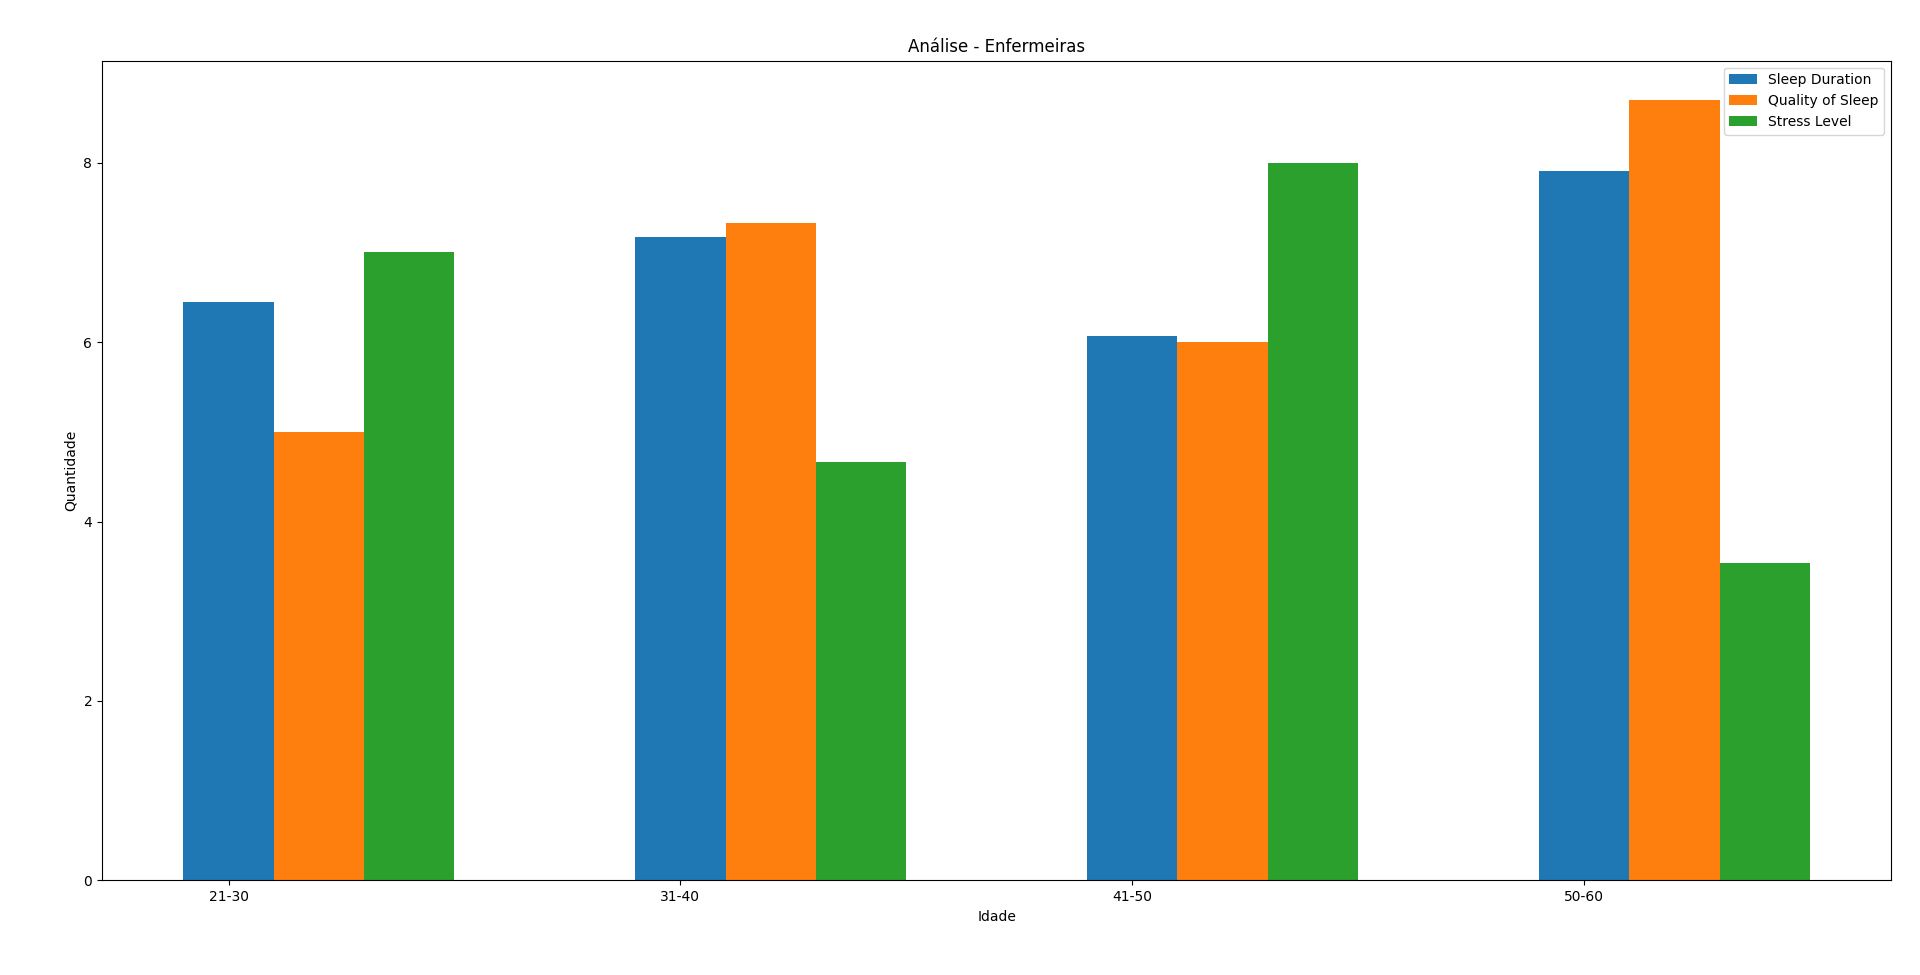 Análise - Enfermeiras
Sleep Duration
Quality of Sleep
Stress Level
Quantidade
8
6
4
2
0
21-30
31-40
41-50
50-60
Idade